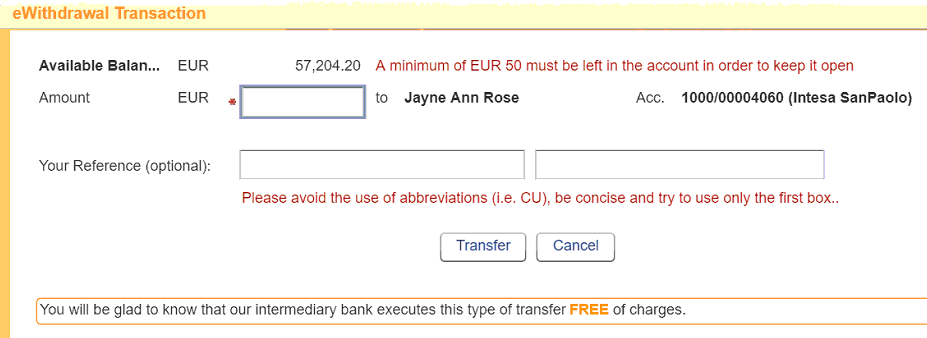 eWithdrawal Transaction
Available Balan... EUR 57,204.20 A minimum of EUR 50 must be left in the account in order to keep it open
Amount EUR * to Jayne Ann Rose Acc. 1000/00004060 (Intesa SanPaolo)
Your Reference (optional):
Please avoid the use of abbreviations (i.e. CU), be concise and try to use only the first box..
Transfer Cancel
You will be glad to know that our intermediary bank executes this type of transfer FREE of charges.